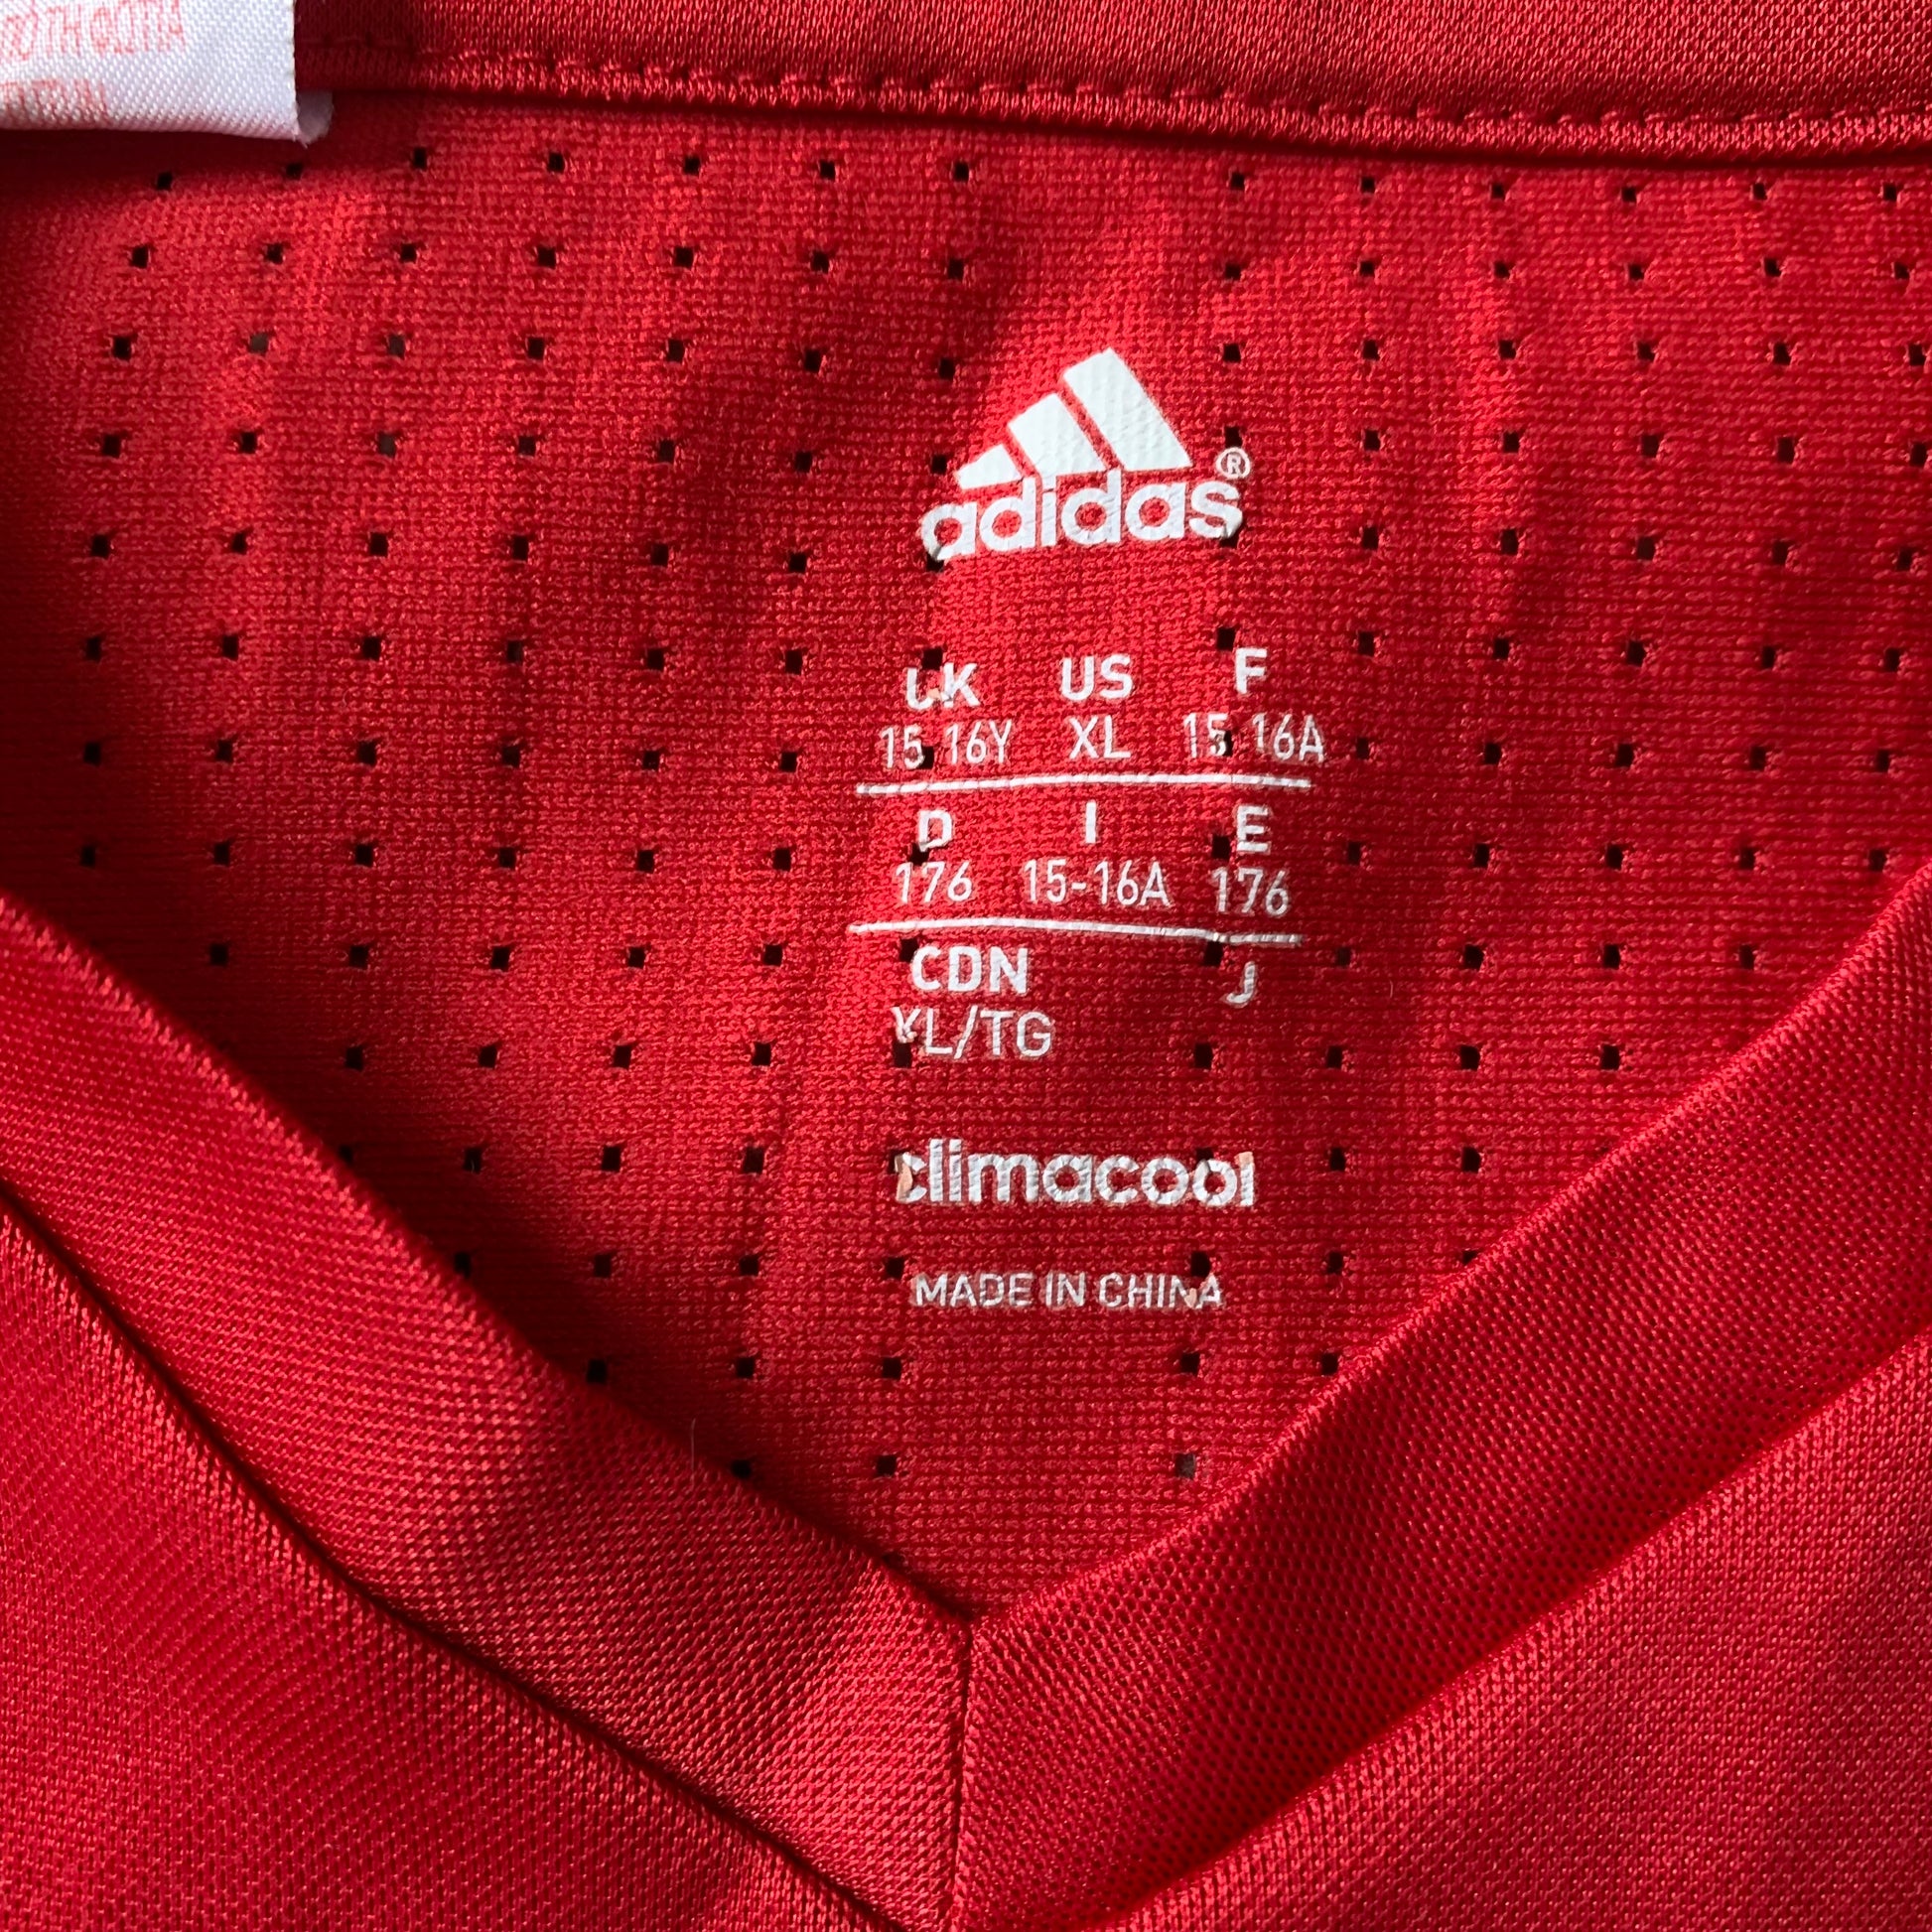 adidas®
UK US F
15-16Y XL 15-16A
D I E
176 15-16A 176
CDN J
XL/TG
climacool
MADE IN CHINA